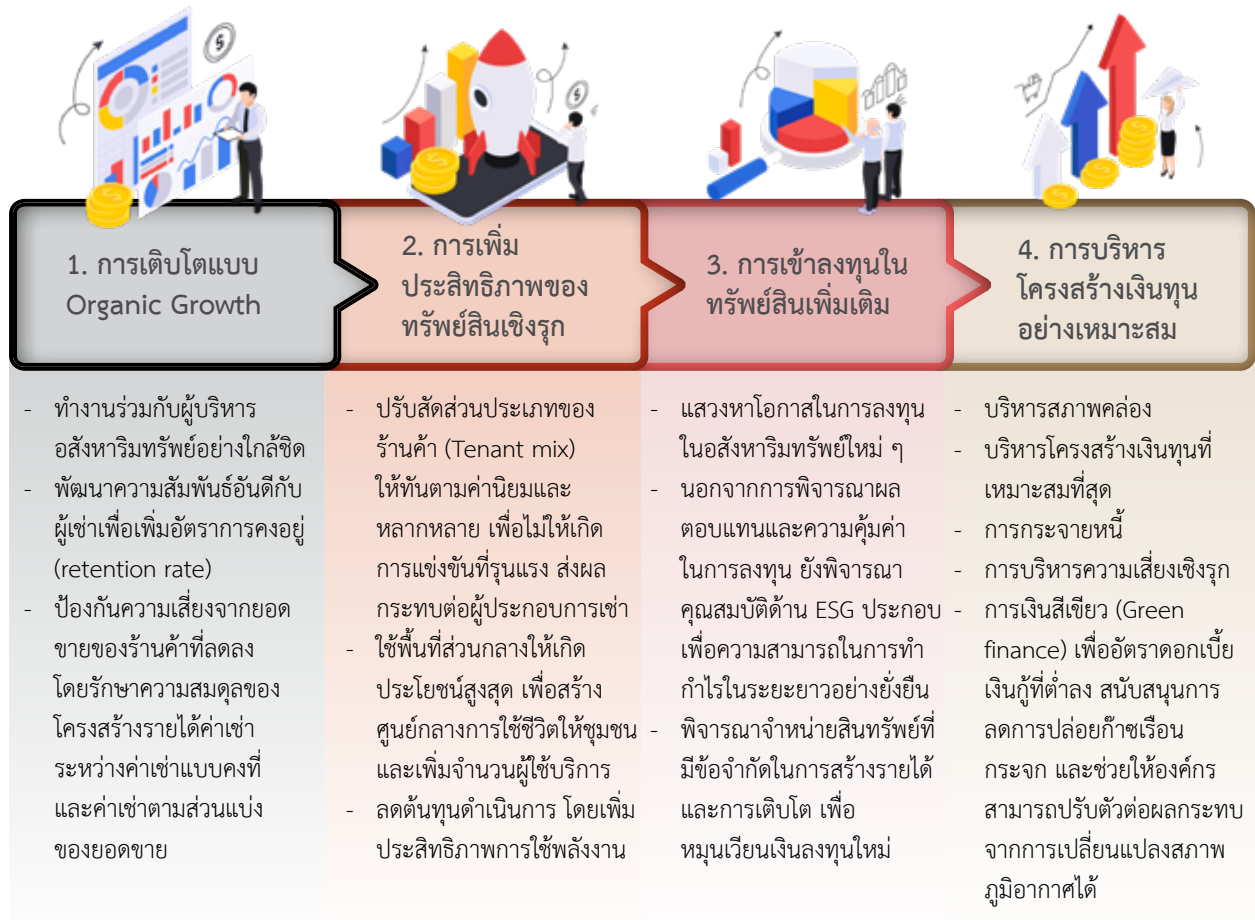 1. การเติบโตแบบ
Organic Growth
- ทำงานร่วมกับผู้บริหาร
อสังหาริมทรัพย์อย่างใกล้ชิด
- พัฒนาความสัมพันธ์อันดีกับ
ผู้เช่าเพื่อเพิ่มอัตราการคงอยู่
(retention rate)
- ป้องกันความเสี่ยงจากยอด
ขายของร้านค้าที่ลดลง
โดยรักษาความสมดุลของ
โครงสร้างรายได้ค่าเช่า
ระหว่างค่าเช่าแบบคงที่
และค่าเช่าตามส่วนแบ่ง
ของยอดขาย
2. การเพิ่ม
ประสิทธิภาพของ
ทรัพย์สินเชิงรุก
- ปรับสัดส่วนประเภทของ
ร้านค้า (Tenant mix)
ให้ทันตามค่านิยมและ
หลากหลาย เพื่อไม่ให้เกิด
การแข่งขันที่รุนแรง ส่งผล
กระทบต่อผู้ประกอบการเช่า
- ใช้พื้นที่ส่วนกลางให้เกิด
ประโยชน์สูงสุด เพื่อสร้าง
ศูนย์กลางการใช้ชีวิตให้ชุมชน
และเพิ่มจำนวนผู้ใช้บริการ
- ลดต้นทุนดำเนินการ โดยเพิ่ม
ประสิทธิภาพการใช้พลังงาน
3. การเข้าลงทุนใน
ทรัพย์สินเพิ่มเติม
- แสวงหาโอกาสในการลงทุน
ในอสังหาริมทรัพย์ใหม่ ๆ
- นอกจากการพิจารณาผล
ตอบแทนและความคุ้มค่า
ในการลงทุน ยังพิจารณา
คุณสมบัติด้าน ESG ประกอบ
เพื่อความสามารถในการทำ
กำไรในระยะยาวอย่างยั่งยืน
- พิจารณาจำหน่ายสินทรัพย์ที่
มีข้อจำกัดในการสร้างรายได้
และการเติบโต เพื่อ
หมุนเวียนเงินลงทุนใหม่
4. การบริหาร
โครงสร้างเงินทุน
อย่างเหมาะสม
- บริหารสภาพคล่อง
- บริหารโครงสร้างเงินทุนที่
เหมาะสมที่สุด
- การกระจายหนี้
- การบริหารความเสี่ยงเชิงรุก
- การเงินสีเขียว (Green
finance) เพื่ออัตราดอกเบี้ย
เงินกู้ที่ต่ำลง สนับสนุนการ
ลดการปล่อยก๊าซเรือน
กระจก และช่วยให้องค์กร
สามารถปรับตัวต่อผลกระทบ
จากการเปลี่ยนแปลงสภาพ
ภูมิอากาศได้